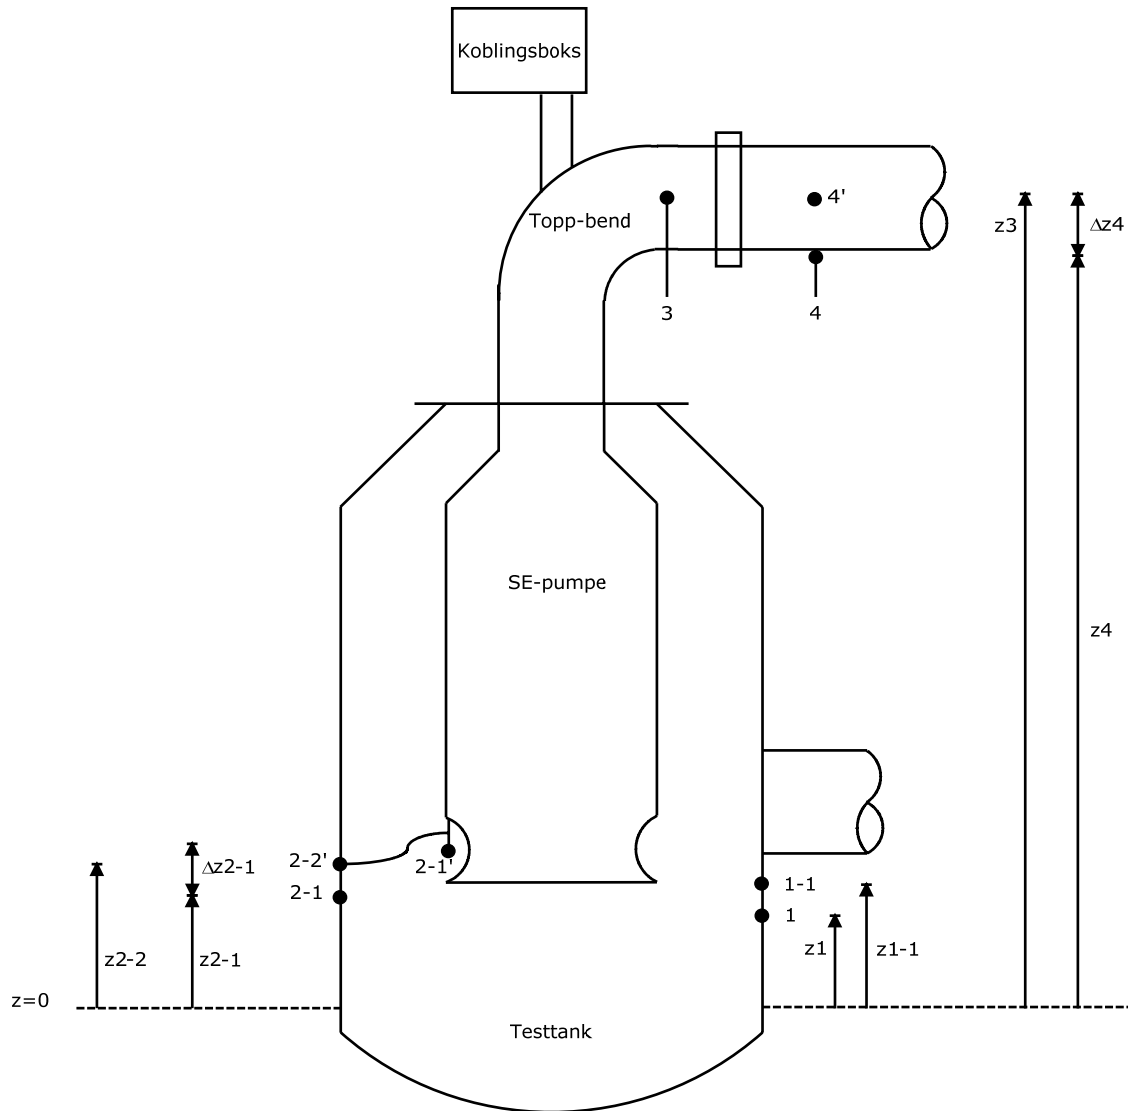 Koblingsboks
4'
Topp-bend
z3
Δz4
3
4
SE-pumpe
z4
2-2'
Δz2-1
2-1'
2-1
1-1
1
z1
z1-1
z2-2
z2-1
z=0
Testtank